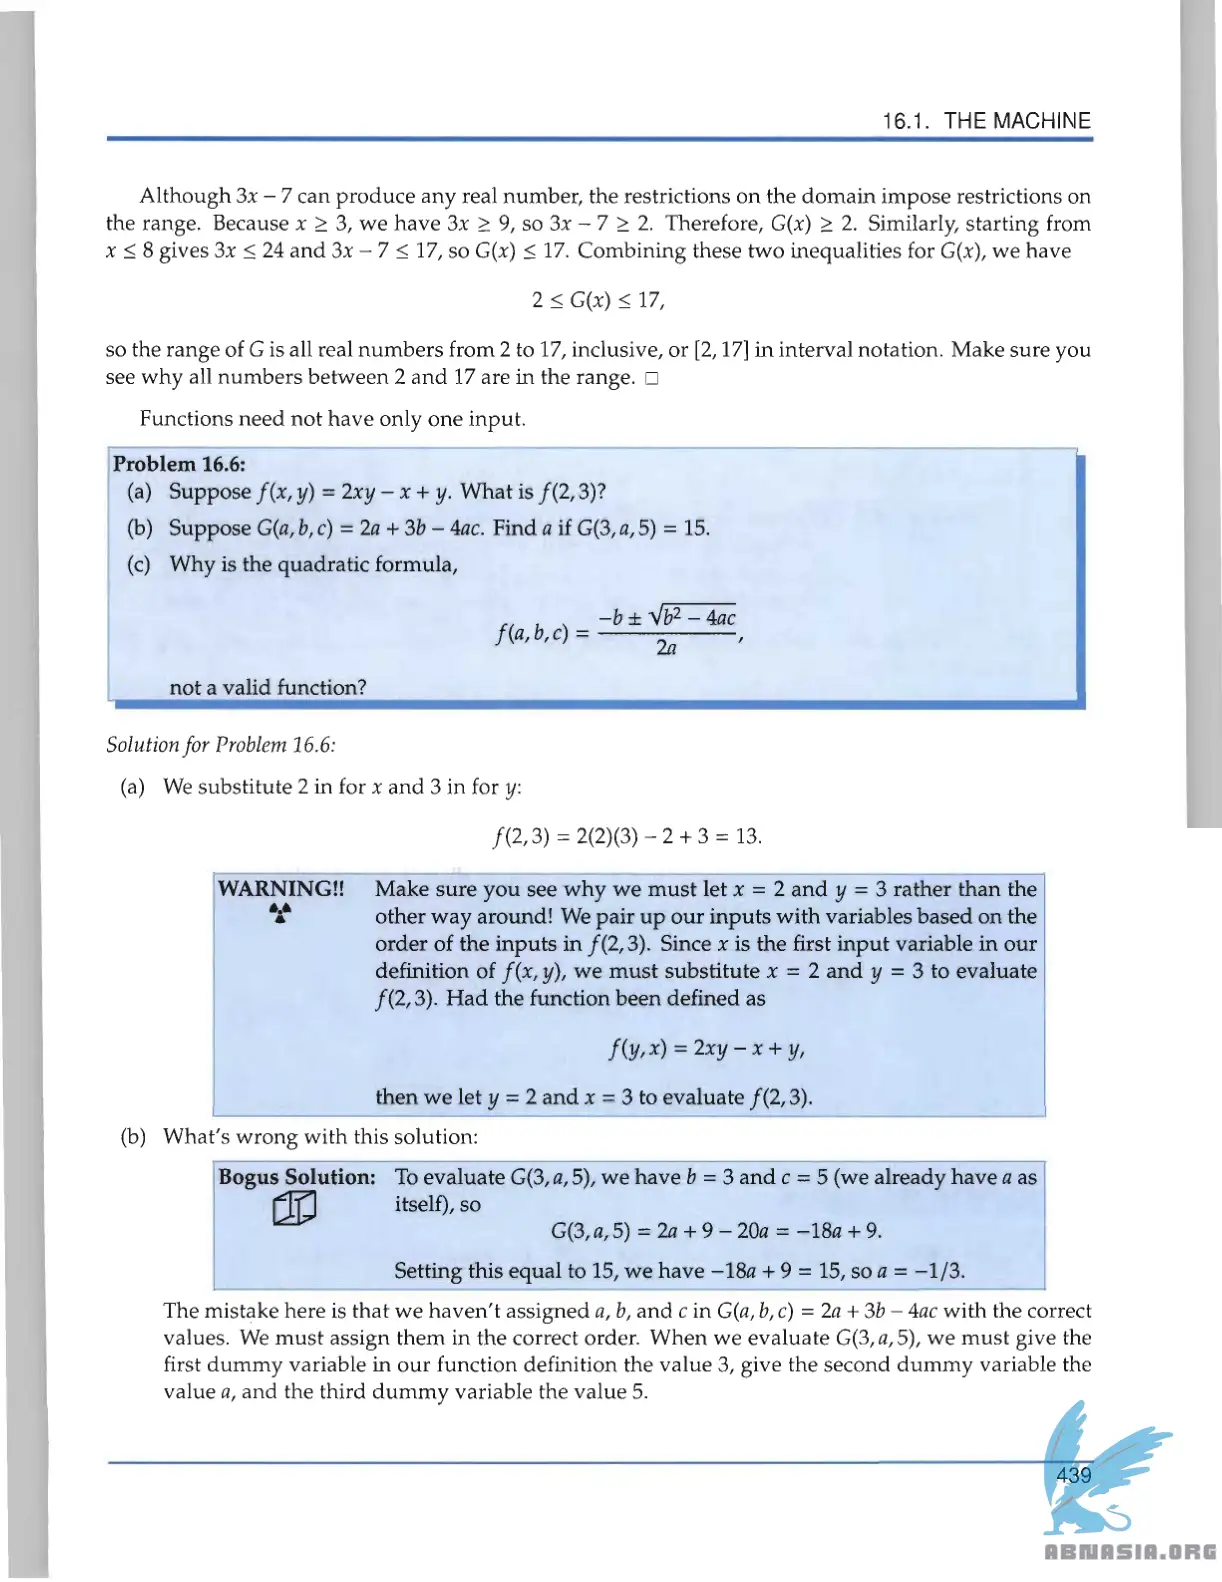 16.1. THE MACHINE
Although 3x − 7 can produce any real number, the restrictions on the domain impose restrictions on
the range. Because x ≥ 3, we have 3x ≥ 9, so 3x − 7 ≥ 2. Therefore, G(x) ≥ 2. Similarly, starting from
x ≤ 8 gives 3x ≤ 24 and 3x − 7 ≤ 17, so G(x) ≤ 17. Combining these two inequalities for G(x), we have
2 ≤ G(x) ≤ 17,
so the range of G is all real numbers from 2 to 17, inclusive, or [2, 17] in interval notation. Make sure you
see why all numbers between 2 and 17 are in the range. □
Functions need not have only one input.
Problem 16.6:
(a) Suppose f(x, y) = 2xy − x + y. What is f(2, 3)?
(b) Suppose G(a, b, c) = 2a + 3b − 4ac. Find a if G(3, a, 5) = 15.
(c) Why is the quadratic formula,
f(a, b, c) = (−b ± √(b² − 4ac))/2a,
not a valid function?
Solution for Problem 16.6:
(a) We substitute 2 in for x and 3 in for y:
f(2, 3) = 2(2)(3) − 2 + 3 = 13.
WARNING!! Make sure you see why we must let x = 2 and y = 3 rather than the
other way around! We pair up our inputs with variables based on the
order of the inputs in f(2, 3). Since x is the first input variable in our
definition of f(x, y), we must substitute x = 2 and y = 3 to evaluate
f(2, 3). Had the function been defined as
f(y, x) = 2xy − x + y,
then we let y = 2 and x = 3 to evaluate f(2, 3).
(b) What's wrong with this solution:
Bogus Solution: To evaluate G(3, a, 5), we have b = 3 and c = 5 (we already have a as
itself), so
G(3, a, 5) = 2a + 9 − 20a = −18a + 9.
Setting this equal to 15, we have −18a + 9 = 15, so a = −1/3.
The mistake here is that we haven't assigned a, b, and c in G(a, b, c) = 2a + 3b − 4ac with the correct
values. We must assign them in the correct order. When we evaluate G(3, a, 5), we must give the
first dummy variable in our function definition the value 3, give the second dummy variable the
value a, and the third dummy variable the value 5.
439
ABNASIA.ORG